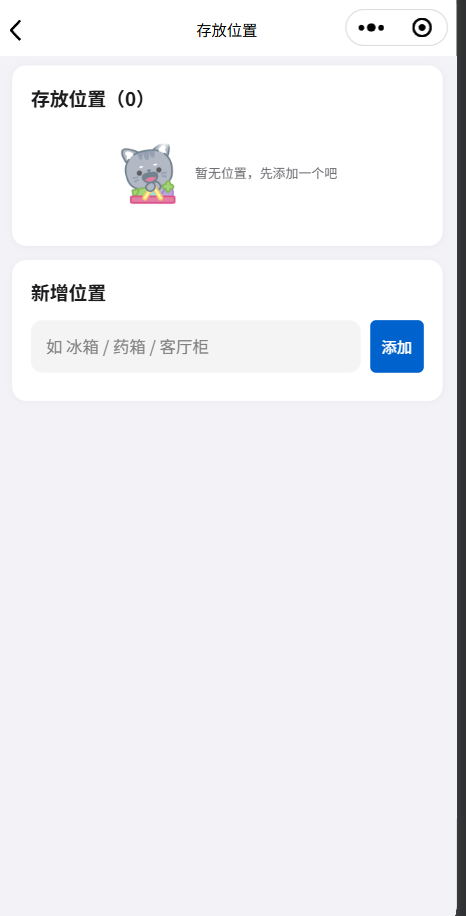 存放位置
存放位置（0）
暂无位置，先添加一个吧
新增位置
如 冰箱 / 药箱 / 客厅柜
添加